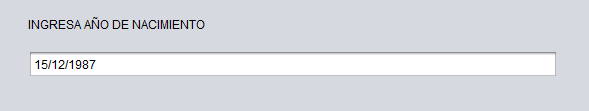 INGRESA AÑO DE NACIMIENTO
15/12/1987